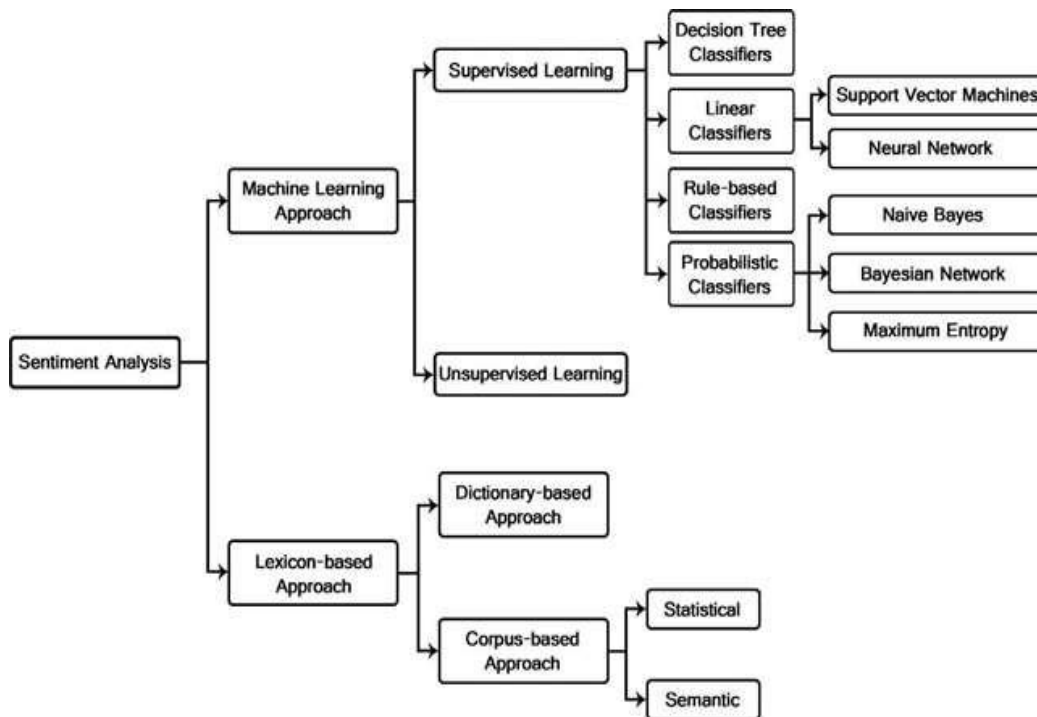 Sentiment Analysis
Machine Learning
Approach
Supervised Learning
Decision Tree
Classifiers
Linear
Classifiers
Support Vector Machines
Neural Network
Rule-based
Classifiers
Probabilistic
Classifiers
Naive Bayes
Bayesian Network
Maximum Entropy
Unsupervised Learning
Lexicon-based
Approach
Dictionary-based
Approach
Corpus-based
Approach
Statistical
Semantic